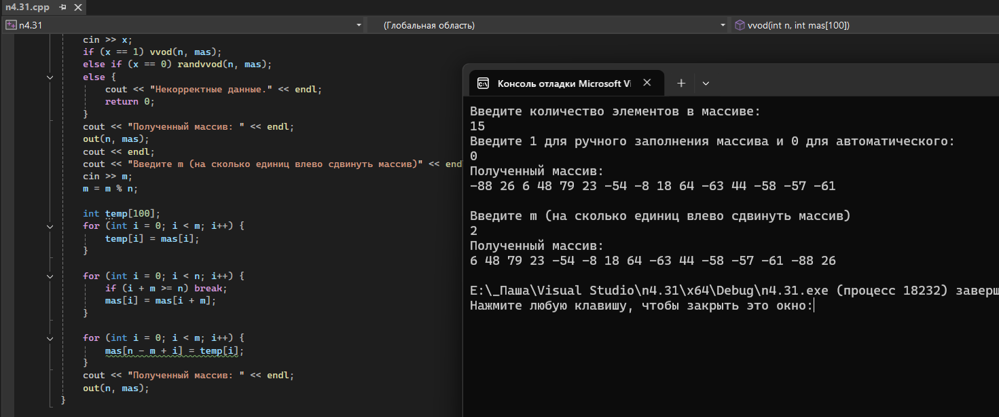 n4.31.cpp
n4.31 (Глобальная область) vvod(int n, int mas[100])
cin >> x;
if (x == 1) vvod(n, mas);
else if (x == 0) randvvod(n, mas);
else {
cout << "Некорректные данные." << endl;
return 0;
}
cout << "Полученный массив: " << endl;
out(n, mas);
cout << endl;
cout << "Введите m (на сколько единиц влево сдвинуть массив)" << end
cin >> m;
m = m % n;
int temp[100];
for (int i = 0; i < m; i++) {
temp[i] = mas[i];
}
for (int i = 0; i < n; i++) {
if (i + m >= n) break;
mas[i] = mas[i + m];
}
for (int i = 0; i < m; i++) {
mas[n - m + i] = temp[i];
}
cout << "Полученный массив: " << endl;
out(n, mas);
}
Консоль отладки Microsoft Vi
Введите количество элементов в массиве:
15
Введите 1 для ручного заполнения массива и 0 для автоматического:
0
Полученный массив:
-88 26 6 48 79 23 -54 -8 18 64 -63 44 -58 -57 -61
Введите m (на сколько единиц влево сдвинуть массив)
2
Полученный массив:
6 48 79 23 -54 -8 18 64 -63 44 -58 -57 -61 -88 26
E:\_Паша\Visual Studio\n4.31\x64\Debug\n4.31.exe (процесс 18232) заверш
Нажмите любую клавишу, чтобы закрыть это окно: